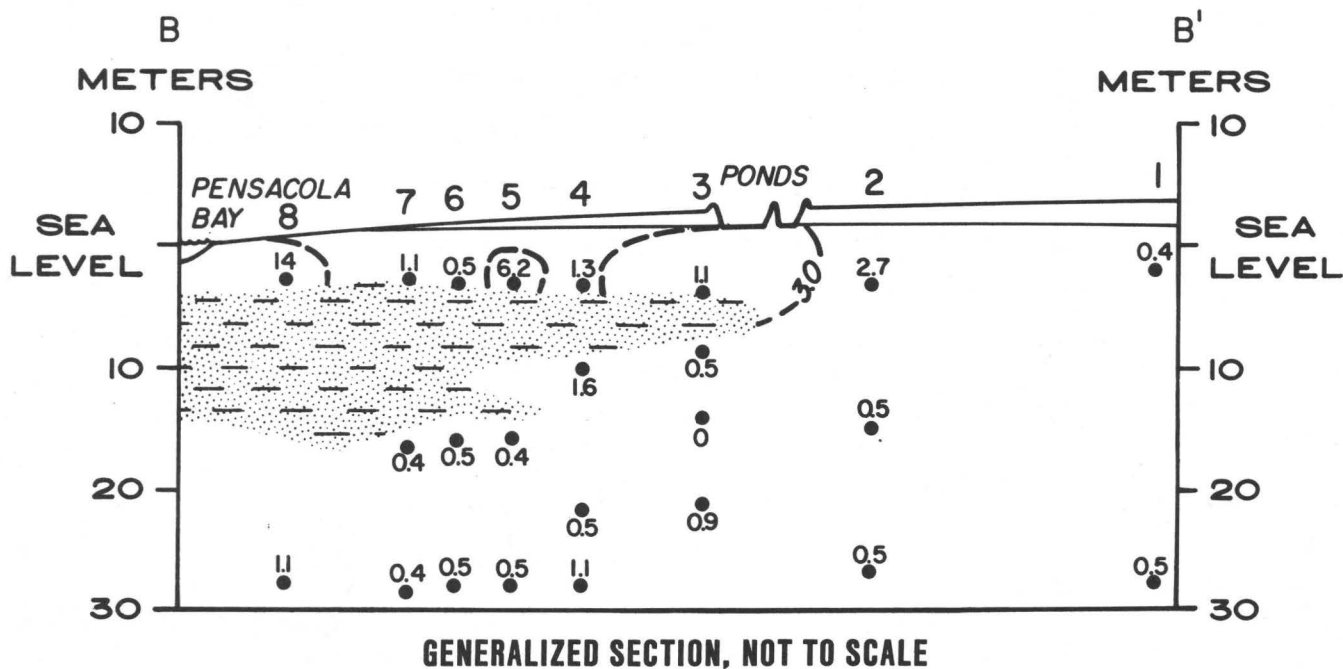 B B'
METERS METERS
10 10
PENSACOLA
BAY
8 7 6 5 4 3 PONDS 2 1
SEA
LEVEL
SEA
LEVEL
14 1.1 0.5 6.2 1.3 1.1 3.0 2.7 0.4
10 10
1.6 0.5
0 0.5
0.4 0.5 0.4
20 20
0.5 0.9
1.1 0.4 0.5 0.5 1.1 0.5 0.5
30 30
GENERALIZED SECTION, NOT TO SCALE